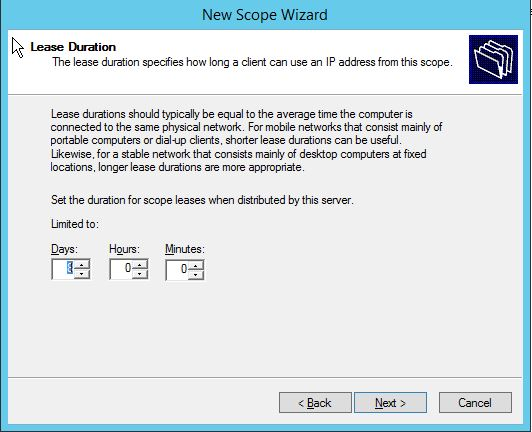 New Scope Wizard
Lease Duration
The lease duration specifies how long a client can use an IP address from this scope.
Lease durations should typically be equal to the average time the computer is
connected to the same physical network. For mobile networks that consist mainly of
portable computers or dial-up clients, shorter lease durations can be useful.
Likewise, for a stable network that consists mainly of desktop computers at fixed
locations, longer lease durations are more appropriate.
Set the duration for scope leases when distributed by this server.
Limited to:
Days: Hours: Minutes:
0 0
< Back Next > Cancel